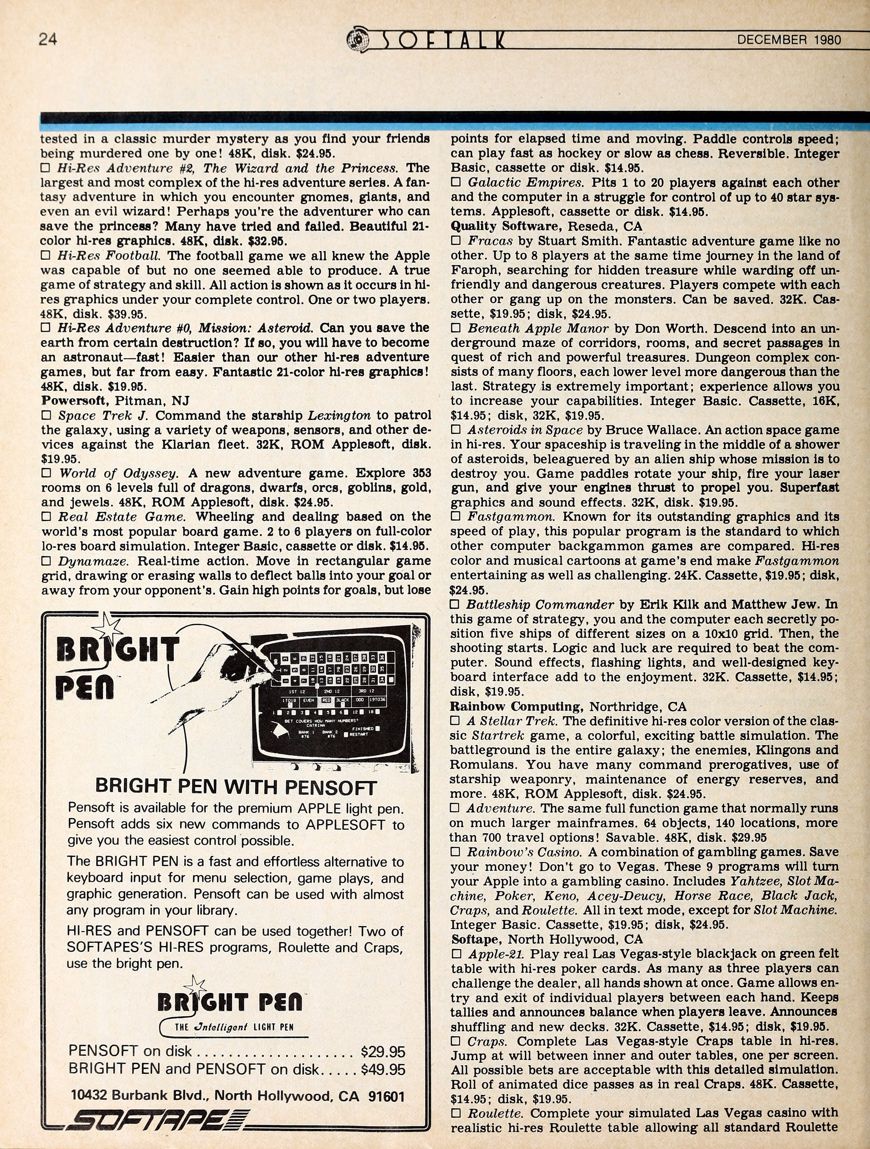 24
SOFTALK
DECEMBER 1980
tested in a classic murder mystery as you find your friends
being murdered one by one! 48K, disk. $24.95.
☐ Hi-Res Adventure #2, The Wizard and the Princess. The
largest and most complex of the hi-res adventure series. A fan-
tasy adventure in which you encounter gnomes, giants, and
even an evil wizard! Perhaps you're the adventurer who can
save the princess? Many have tried and failed. Beautiful 21-
color hi-res graphics. 48K, disk. $32.95.
☐ Hi-Res Football. The football game we all knew the Apple
was capable of but no one seemed able to produce. A true
game of strategy and skill. All action is shown as it occurs in hi-
res graphics under your complete control. One or two players.
48K, disk. $39.95.
☐ Hi-Res Adventure #0, Mission: Asteroid. Can you save the
earth from certain destruction? If so, you will have to become
an astronaut—fast! Easier than our other hi-res adventure
games, but far from easy. Fantastic 21-color hi-res graphics!
48K, disk. $19.95.
Powersoft, Pitman, NJ
☐ Space Trek J. Command the starship Lexington to patrol
the galaxy, using a variety of weapons, sensors, and other de-
vices against the Klarian fleet. 32K, ROM Applesoft, disk.
$19.95.
☐ World of Odyssey. A new adventure game. Explore 353
rooms on 6 levels full of dragons, dwarfs, orcs, goblins, gold,
and jewels. 48K, ROM Applesoft, disk. $24.95.
☐ Real Estate Game. Wheeling and dealing based on the
world's most popular board game. 2 to 6 players on full-color
lo-res board simulation. Integer Basic, cassette or disk. $14.95.
☐ Dynamaze. Real-time action. Move in rectangular game
grid, drawing or erasing walls to deflect balls into your goal or
away from your opponent's. Gain high points for goals, but lose
BRIGHT
PEN
1ST 12 2ND 12 3RD 12
1TO18 EVEN RED BLACK ODD 19TO36
BET COVERS HOW MANY NUMBERS?
FINISHED
RESTART
BRIGHT PEN WITH PENSOFT
Pensoft is available for the premium APPLE light pen.
Pensoft adds six new commands to APPLESOFT to
give you the easiest control possible.
The BRIGHT PEN is a fast and effortless alternative to
keyboard input for menu selection, game plays, and
graphic generation. Pensoft can be used with almost
any program in your library.
HI-RES and PENSOFT can be used together! Two of
SOFTAPES'S HI-RES programs, Roulette and Craps,
use the bright pen.
BRIGHT PEN
THE Intelligent LIGHT PEN
PENSOFT on disk .................... $29.95
BRIGHT PEN and PENSOFT on disk..... $49.95
10432 Burbank Blvd., North Hollywood, CA 91601
SOFTAPE
points for elapsed time and moving. Paddle controls speed;
can play fast as hockey or slow as chess. Reversible. Integer
Basic, cassette or disk. $14.95.
☐ Galactic Empires. Pits 1 to 20 players against each other
and the computer in a struggle for control of up to 40 star sys-
tems. Applesoft, cassette or disk. $14.95.
Quality Software, Reseda, CA
☐ Fracas by Stuart Smith. Fantastic adventure game like no
other. Up to 8 players at the same time journey in the land of
Faroph, searching for hidden treasure while warding off un-
friendly and dangerous creatures. Players compete with each
other or gang up on the monsters. Can be saved. 32K. Cas-
sette, $19.95; disk, $24.95.
☐ Beneath Apple Manor by Don Worth. Descend into an un-
derground maze of corridors, rooms, and secret passages in
quest of rich and powerful treasures. Dungeon complex con-
sists of many floors, each lower level more dangerous than the
last. Strategy is extremely important; experience allows you
to increase your capabilities. Integer Basic. Cassette, 16K,
$14.95; disk, 32K, $19.95.
☐ Asteroids in Space by Bruce Wallace. An action space game
in hi-res. Your spaceship is traveling in the middle of a shower
of asteroids, beleaguered by an alien ship whose mission is to
destroy you. Game paddles rotate your ship, fire your laser
gun, and give your engines thrust to propel you. Superfast
graphics and sound effects. 32K, disk. $19.95.
☐ Fastgammon. Known for its outstanding graphics and its
speed of play, this popular program is the standard to which
other computer backgammon games are compared. Hi-res
color and musical cartoons at game's end make Fastgammon
entertaining as well as challenging. 24K. Cassette, $19.95; disk,
$24.95.
☐ Battleship Commander by Erik Kilk and Matthew Jew. In
this game of strategy, you and the computer each secretly po-
sition five ships of different sizes on a 10x10 grid. Then, the
shooting starts. Logic and luck are required to beat the com-
puter. Sound effects, flashing lights, and well-designed key-
board interface add to the enjoyment. 32K. Cassette, $14.95;
disk, $19.95.
Rainbow Computing, Northridge, CA
☐ A Stellar Trek. The definitive hi-res color version of the clas-
sic Startrek game, a colorful, exciting battle simulation. The
battleground is the entire galaxy; the enemies, Klingons and
Romulans. You have many command prerogatives, use of
starship weaponry, maintenance of energy reserves, and
more. 48K, ROM Applesoft, disk. $24.95.
☐ Adventure. The same full function game that normally runs
on much larger mainframes. 64 objects, 140 locations, more
than 700 travel options! Savable. 48K, disk. $29.95
☐ Rainbow's Casino. A combination of gambling games. Save
your money! Don't go to Vegas. These 9 programs will turn
your Apple into a gambling casino. Includes Yahtzee, Slot Ma-
chine, Poker, Keno, Acey-Deucy, Horse Race, Black Jack,
Craps, and Roulette. All in text mode, except for Slot Machine.
Integer Basic. Cassette, $19.95; disk, $24.95.
Softape, North Hollywood, CA
☐ Apple-21. Play real Las Vegas-style blackjack on green felt
table with hi-res poker cards. As many as three players can
challenge the dealer, all hands shown at once. Game allows en-
try and exit of individual players between each hand. Keeps
tallies and announces balance when players leave. Announces
shuffling and new decks. 32K. Cassette, $14.95; disk, $19.95.
☐ Craps. Complete Las Vegas-style Craps table in hi-res.
Jump at will between inner and outer tables, one per screen.
All possible bets are acceptable with this detailed simulation.
Roll of animated dice passes as in real Craps. 48K. Cassette,
$14.95; disk, $19.95.
☐ Roulette. Complete your simulated Las Vegas casino with
realistic hi-res Roulette table allowing all standard Roulette